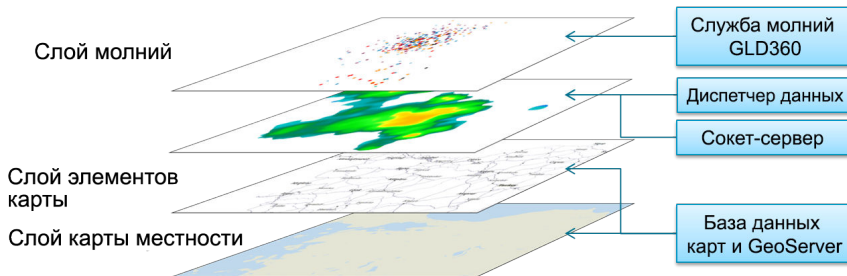 Слой молний
Служба молний
GLD360
Диспетчер данных
Сокет-сервер
Слой элементов
карты
Слой карты местности
База данных
карт и GeoServer